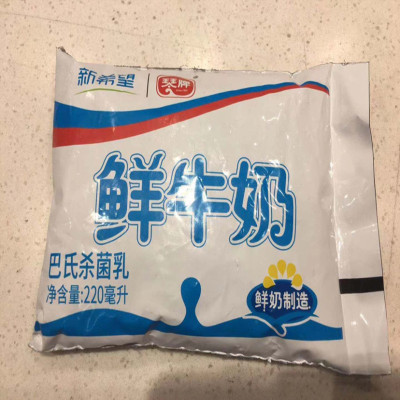 新希望 琴牌
鲜牛奶
巴氏杀菌乳
净含量:220毫升
鲜奶制造